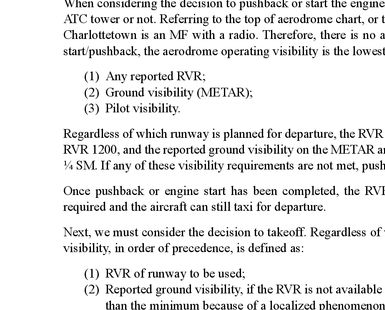 When considering the decision to pushback or start the engine
ATC tower or not. Referring to the top of aerodrome chart, or t
Charlottetown is an MF with a radio. Therefore, there is no a
start/pushback, the aerodrome operating visibility is the lowest
(1) Any reported RVR;
(2) Ground visibility (METAR);
(3) Pilot visibility.
Regardless of which runway is planned for departure, the RVR
RVR 1200, and the reported ground visibility on the METAR ar
¼ SM. If any of these visibility requirements are not met, push
Once pushback or engine start has been completed, the RVR
required and the aircraft can still taxi for departure.
Next, we must consider the decision to takeoff. Regardless of
visibility, in order of precedence, is defined as:
(1) RVR of runway to be used;
(2) Reported ground visibility, if the RVR is not available
than the minimum because of a localized phenomenon